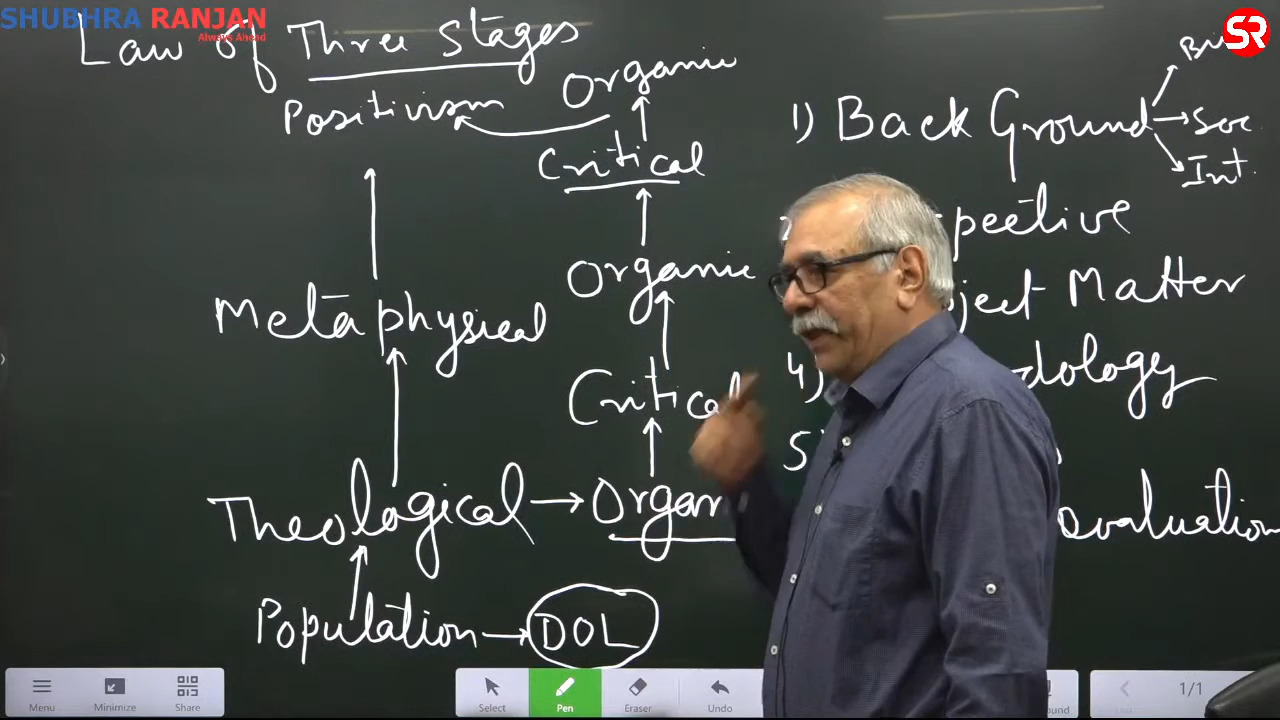 SHUBHRA RANJAN
Always Ahead
SR
Law of Three Stages
Organic
Positivism
Critical
Organic
Metaphysical
Critical
Theological → Organ
Population → DOL
1) Back Ground → Soc
Int.
pective
ject Matter
4) dology
5)
evaluation
Menu
Minimize
Share
Select
Pen
Eraser
Undo
1/1